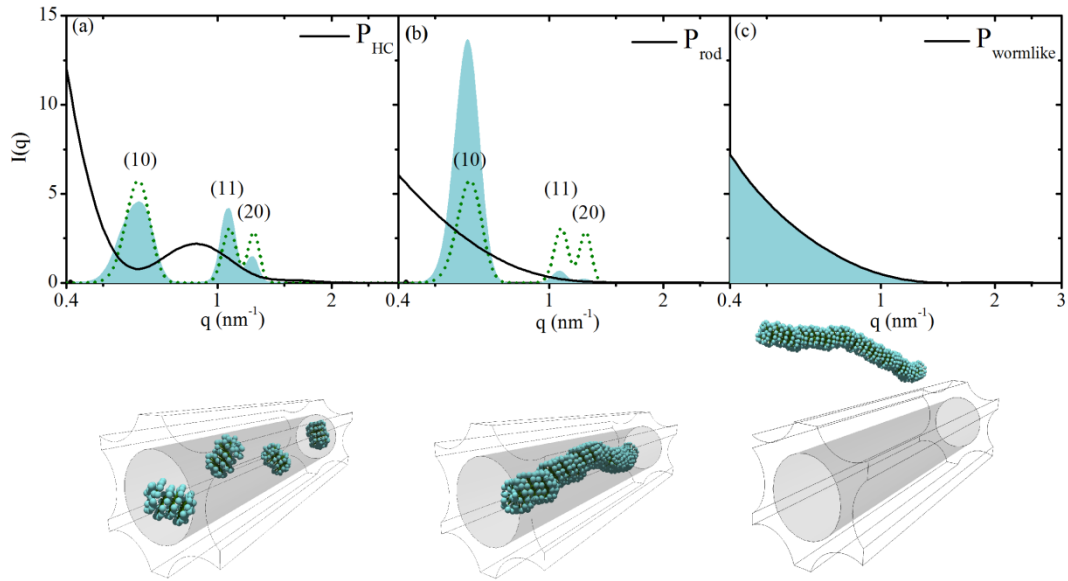 (a) P_HC (b) P_rod (c) P_wormlike
15
10
5
0
I(q)
(10) (11) (20)
(10) (11) (20)
0.4 1 2 0.4 1 2 0.4 1 2 3
q (nm⁻¹) q (nm⁻¹) q (nm⁻¹)